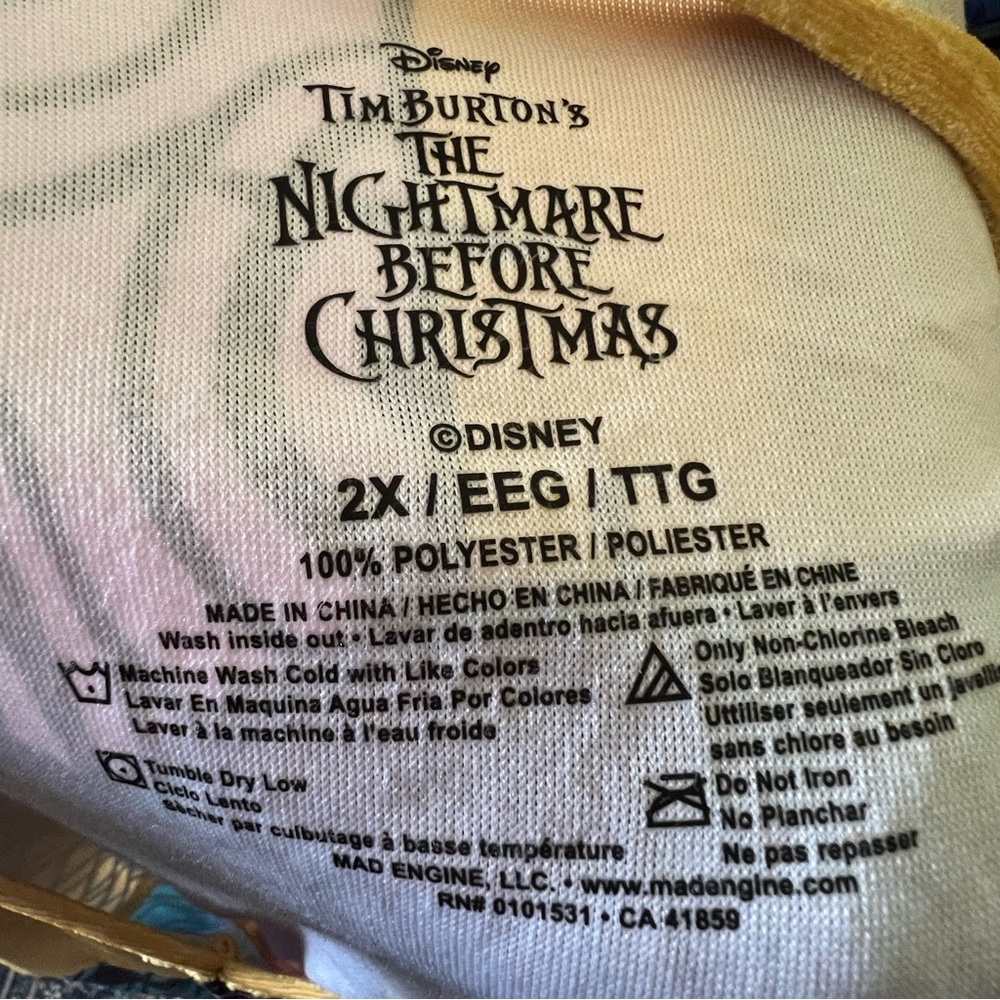 Disney
TIM BURTON'S
THE
NIGHTMARE
BEFORE
CHRISTMAS
©DISNEY
2X / EEG / TTG
100% POLYESTER / POLIESTER
MADE IN CHINA / HECHO EN CHINA / FABRIQUÉ EN CHINE
Wash inside out • Lavar de adentro hacia afuera • Laver à l'envers
Machine Wash Cold with Like Colors
Lavar En Maquina Agua Fria Por Colores
Laver à la machine à l'eau froide
Only Non-Chlorine Bleach
Solo Blanqueador Sin Cloro
Uttiliser seulement un javellis
sans chlore au besoin
Tumble Dry Low
Ciclo Lento
Sècher par culbutage à basse température
Do Not Iron
No Planchar
Ne pas repasser
MAD ENGINE, LLC. • www.madengine.com
RN# 0101531 • CA 41859